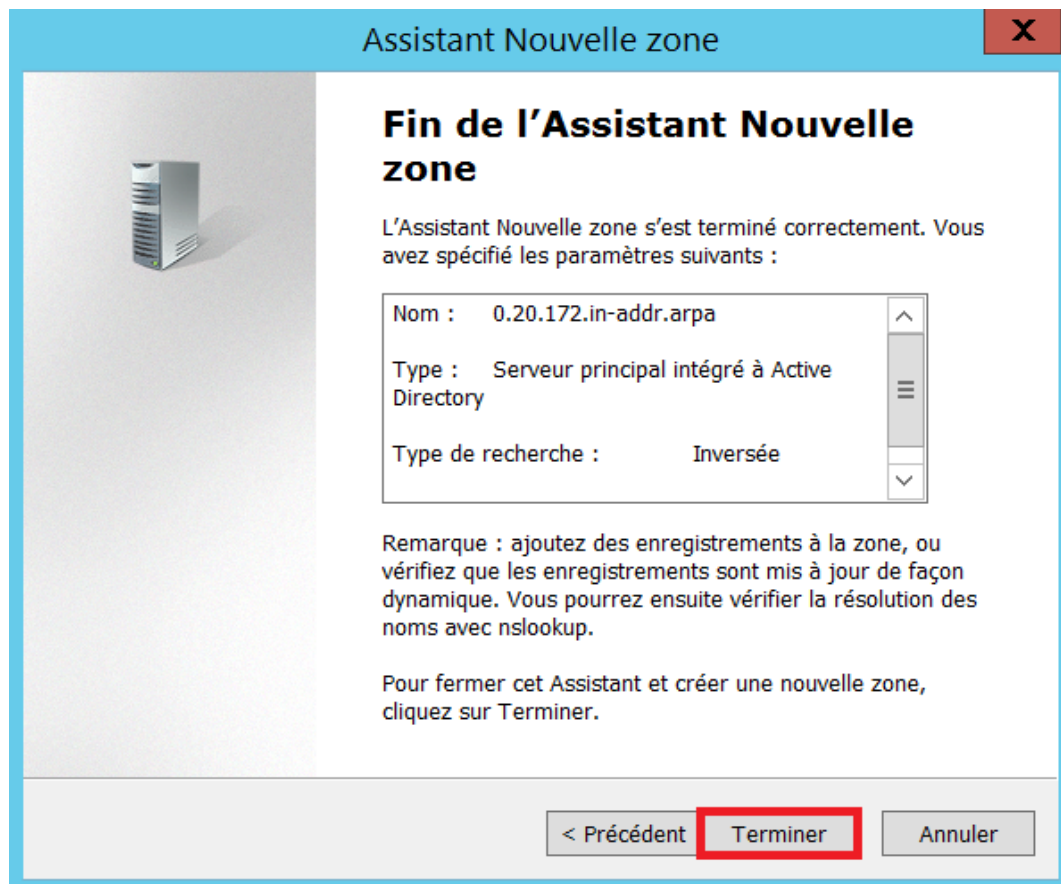 Assistant Nouvelle zone
X
Fin de l’Assistant Nouvelle
zone
L’Assistant Nouvelle zone s’est terminé correctement. Vous
avez spécifié les paramètres suivants :
Nom : 0.20.172.in-addr.arpa
Type : Serveur principal intégré à Active
Directory
Type de recherche : Inversée
Remarque : ajoutez des enregistrements à la zone, ou
vérifiez que les enregistrements sont mis à jour de façon
dynamique. Vous pourrez ensuite vérifier la résolution des
noms avec nslookup.
Pour fermer cet Assistant et créer une nouvelle zone,
cliquez sur Terminer.
< Précédent Terminer Annuler